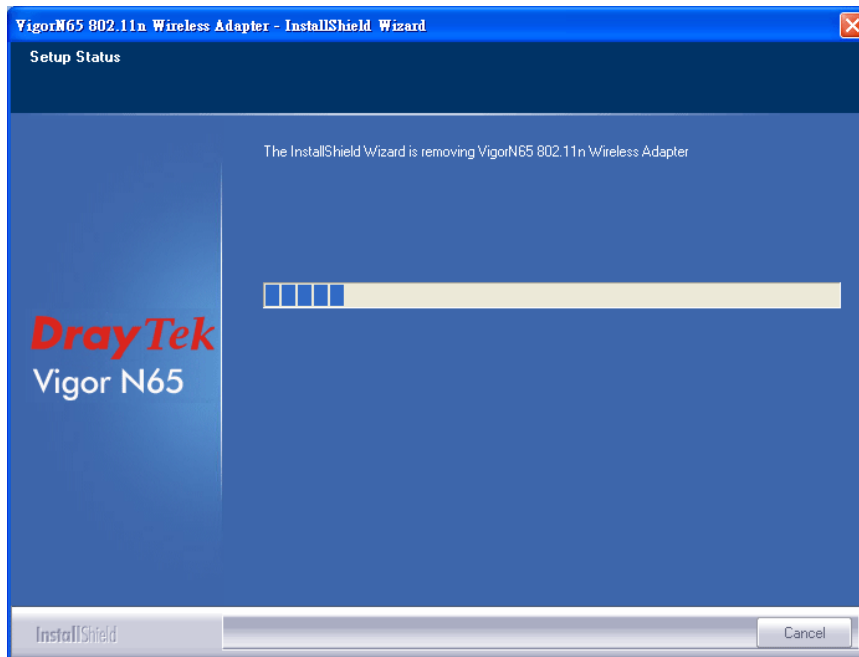 VigorN65 802.11n Wireless Adapter - InstallShield Wizard
Setup Status
The InstallShield Wizard is removing VigorN65 802.11n Wireless Adapter
DrayTek
Vigor N65
InstallShield
Cancel